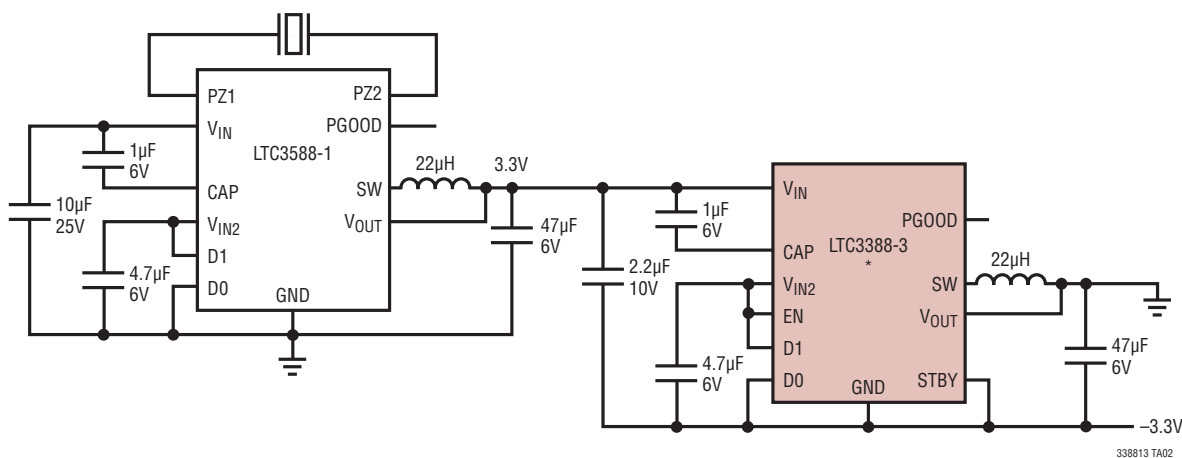 PZ1
PZ2
VIN
PGOOD
LTC3588-1
1µF
6V
CAP
SW
22µH
3.3V
10µF
25V
VIN2
VOUT
D1
4.7µF
6V
D0
GND
47µF
6V
2.2µF
10V
1µF
6V
VIN
PGOOD
LTC3388-3
*
CAP
22µH
VIN2
SW
EN
VOUT
D1
4.7µF
6V
D0
GND
STBY
47µF
6V
–3.3V
338813 TA02